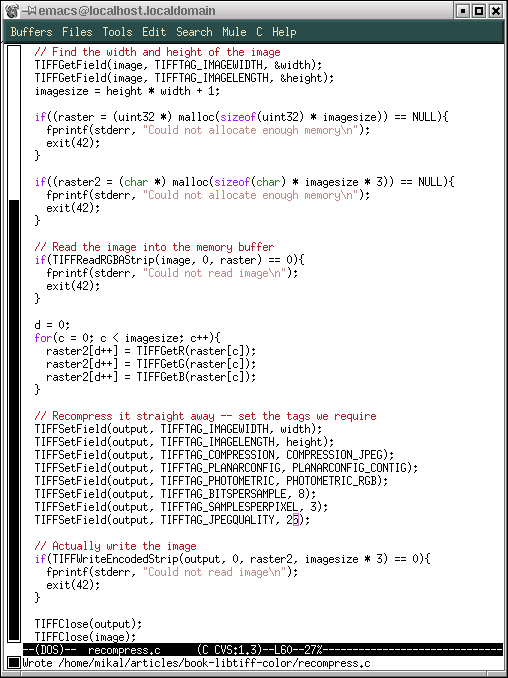 emacs@localhost.localdomain
Buffers Files Tools Edit Search Mule C Help
// Find the width and height of the image
TIFFGetField(image, TIFFTAG_IMAGEWIDTH, &width);
TIFFGetField(image, TIFFTAG_IMAGELENGTH, &height);
imagesize = height * width + 1;

if((raster = (uint32 *) malloc(sizeof(uint32) * imagesize)) == NULL){
  fprintf(stderr, "Could not allocate enough memory\n");
  exit(42);
}

if((raster2 = (char *) malloc(sizeof(char) * imagesize * 3)) == NULL){
  fprintf(stderr, "Could not allocate enough memory\n");
  exit(42);
}

// Read the image into the memory buffer
if(TIFFReadRGBAStrip(image, 0, raster) == 0){
  fprintf(stderr, "Could not read image\n");
  exit(42);
}

d = 0;
for(c = 0; c < imagesize; c++){
  raster2[d++] = TIFFGetR(raster[c]);
  raster2[d++] = TIFFGetG(raster[c]);
  raster2[d++] = TIFFGetB(raster[c]);
}

// Recompress it straight away -- set the tags we require
TIFFSetField(output, TIFFTAG_IMAGEWIDTH, width);
TIFFSetField(output, TIFFTAG_IMAGELENGTH, height);
TIFFSetField(output, TIFFTAG_COMPRESSION, COMPRESSION_JPEG);
TIFFSetField(output, TIFFTAG_PLANARCONFIG, PLANARCONFIG_CONTIG);
TIFFSetField(output, TIFFTAG_PHOTOMETRIC, PHOTOMETRIC_RGB);
TIFFSetField(output, TIFFTAG_BITSPERSAMPLE, 8);
TIFFSetField(output, TIFFTAG_SAMPLESPERPIXEL, 3);
TIFFSetField(output, TIFFTAG_JPEGQUALITY, 25);

// Actually write the image
if(TIFFWriteEncodedStrip(output, 0, raster2, imagesize * 3) == 0){
  fprintf(stderr, "Could not read image\n");
  exit(42);
}

TIFFClose(output);
TIFFClose(image);
--(DOS)-- recompress.c (C CVS:1.3)--L60--27%--------------------------------
Wrote /home/mikal/articles/book-libtiff-color/recompress.c